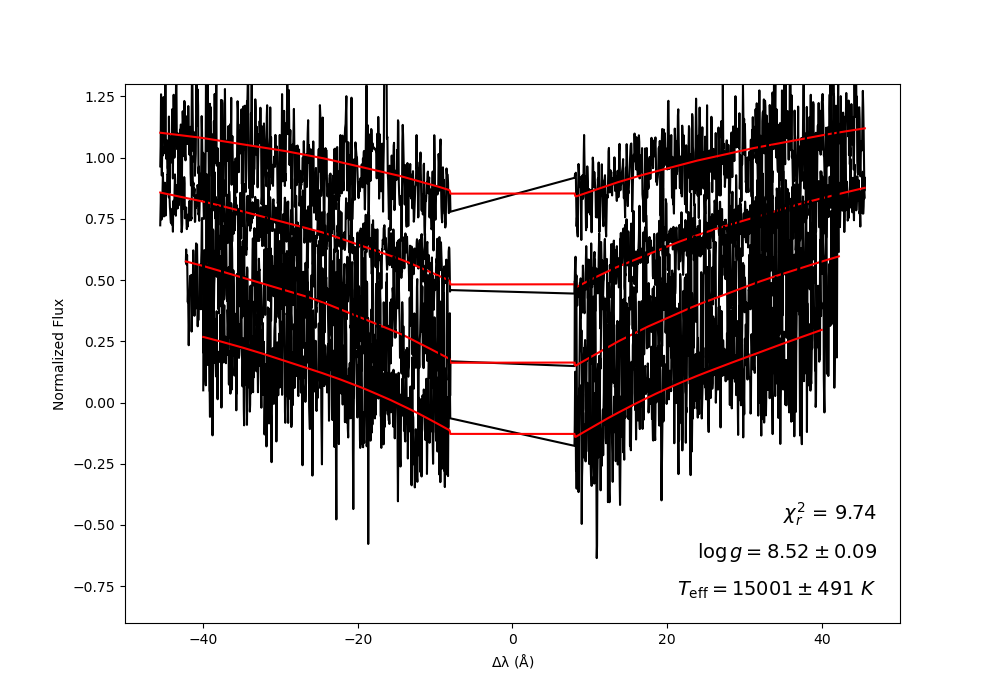 1.25
1.00
0.75
0.50
0.25
0.00
−0.25
−0.50
−0.75
Normalized Flux
χ²ᵣ = 9.74
log g = 8.52 ± 0.09
T_eff = 15001 ± 491 K
−40 −20 0 20 40
Δλ (Å)